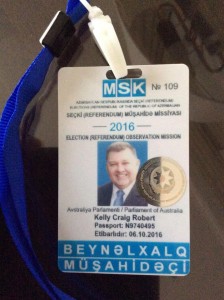 MSK № 109
SEÇKİ (REFERENDUM) MÜŞAHİDƏ MİSSİYASI
2016
ELECTION (REFERENDUM) OBSERVATION MISSION
Avstraliya Parlamenti / Parliament of Australia
Kelly Craig Robert
Passport: N9740495
Etibarlıdır: 06.10.2016
BEYNƏLXALQ
MÜŞAHİDƏÇİ